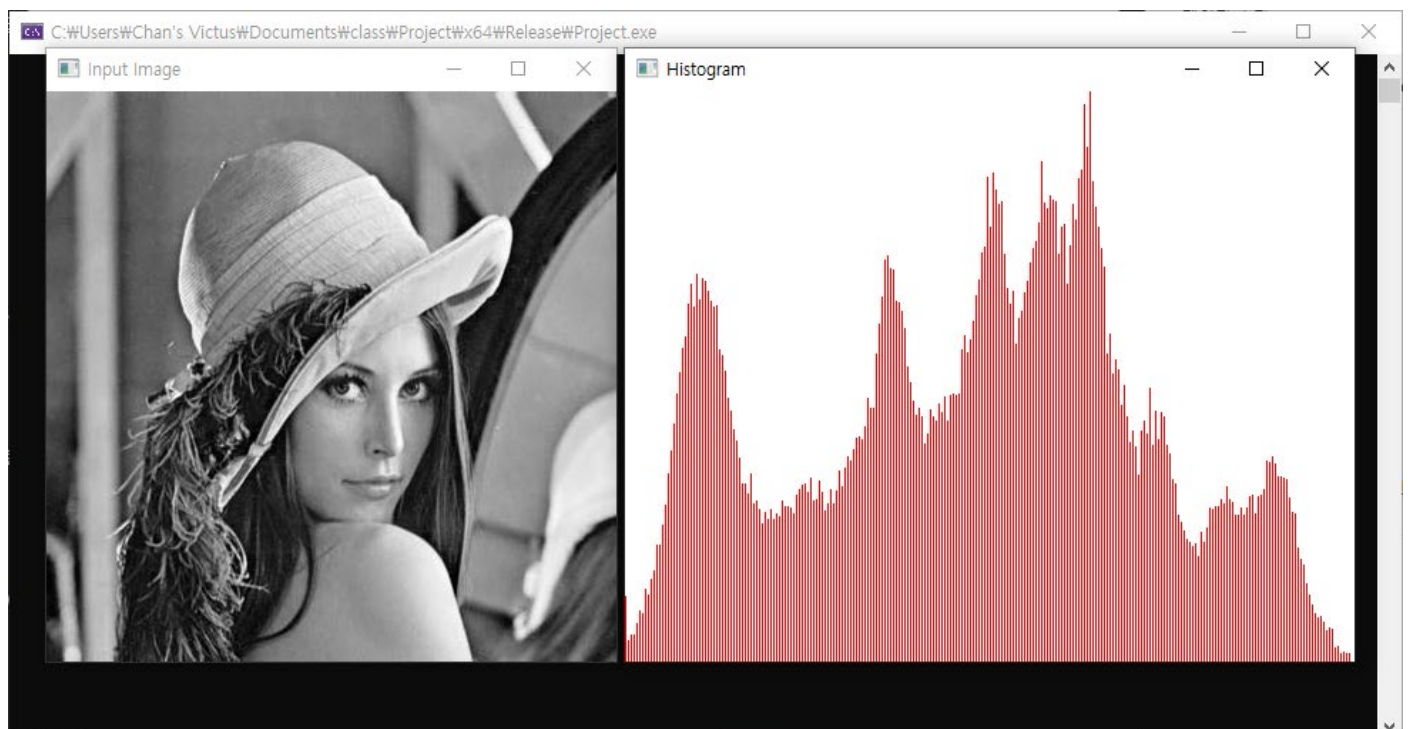 C:\₩Users₩Chan's Victus₩Documents₩class₩Project₩x64₩Release₩Project.exe
Input Image
Histogram